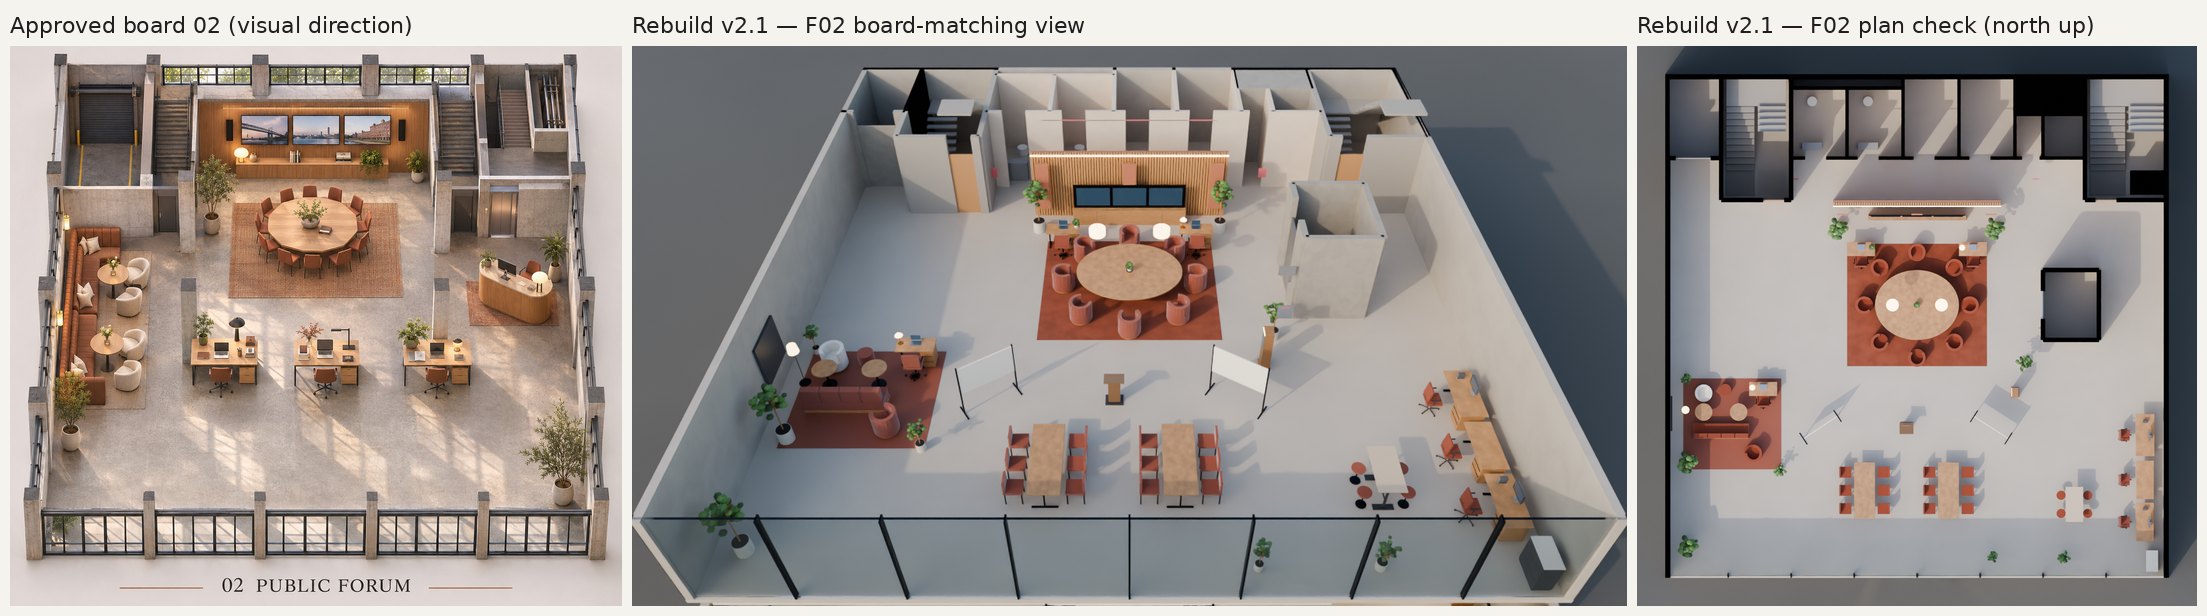 Approved board 02 (visual direction)
Rebuild v2.1 — F02 board-matching view
Rebuild v2.1 — F02 plan check (north up)
02 PUBLIC FORUM